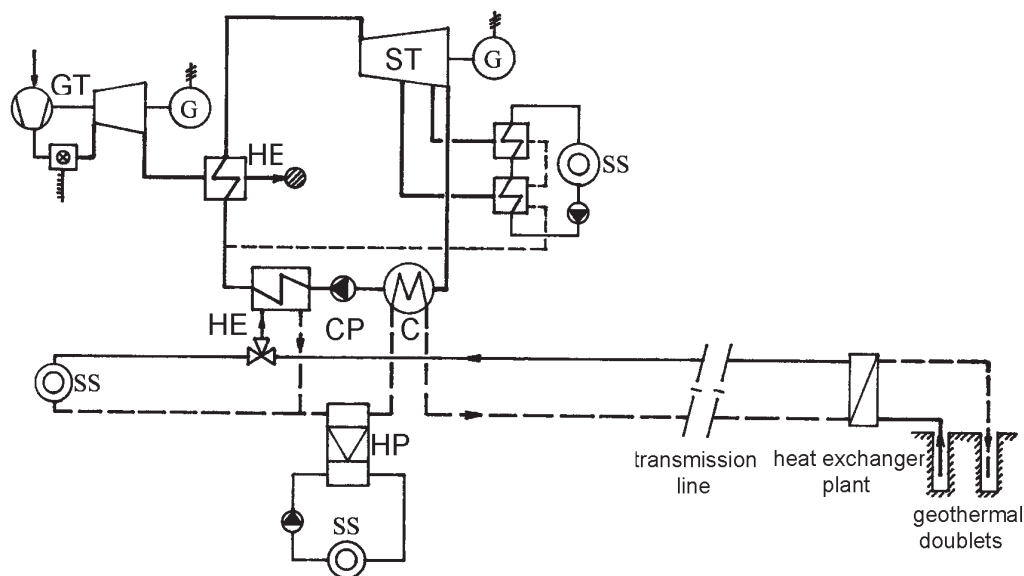 ST
G
GT
G
HE
SS
HE
CP
C
SS
HP
SS
transmission
line
heat exchanger
plant
geothermal
doublets